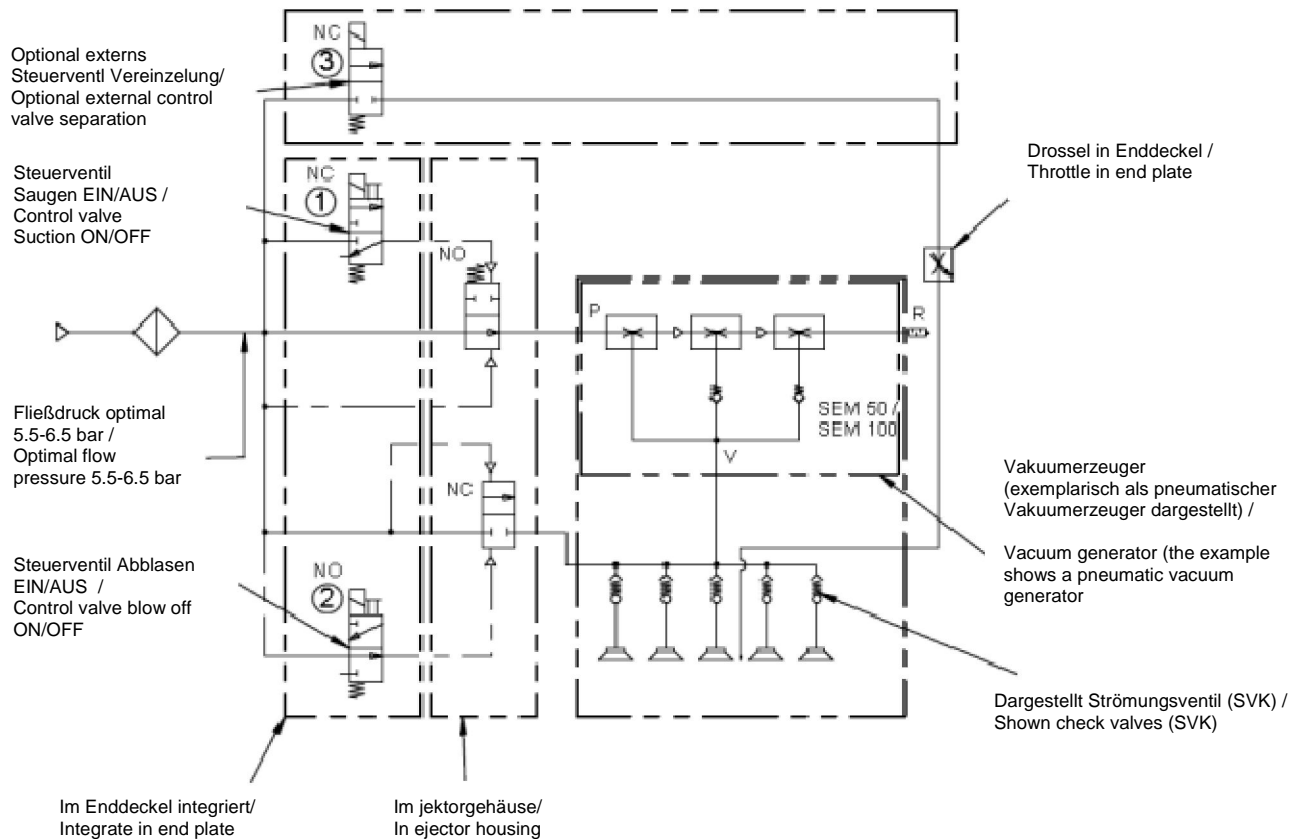 Optional externs
Steuerventl Vereinzelung/
Optional external control
valve separation
NC
3
Steuerventil
Saugen EIN/AUS /
Control valve
Suction ON/OFF
NC
1
NO
Drossel in Enddeckel /
Throttle in end plate
P
R
SEM 50 /
SEM 100
V
Fließdruck optimal
5.5-6.5 bar /
Optimal flow
pressure 5.5-6.5 bar
NC
Vakuumerzeuger
(exemplarisch als pneumatischer
Vakuumerzeuger dargestellt) /
Vacuum generator (the example
shows a pneumatic vacuum
generator
Steuerventil Abblasen
EIN/AUS /
Control valve blow off
ON/OFF
NO
2
Dargestellt Strömungsventil (SVK) /
Shown check valves (SVK)
Im Enddeckel integriert/
Integrate in end plate
Im jektorgehäuse/
In ejector housing